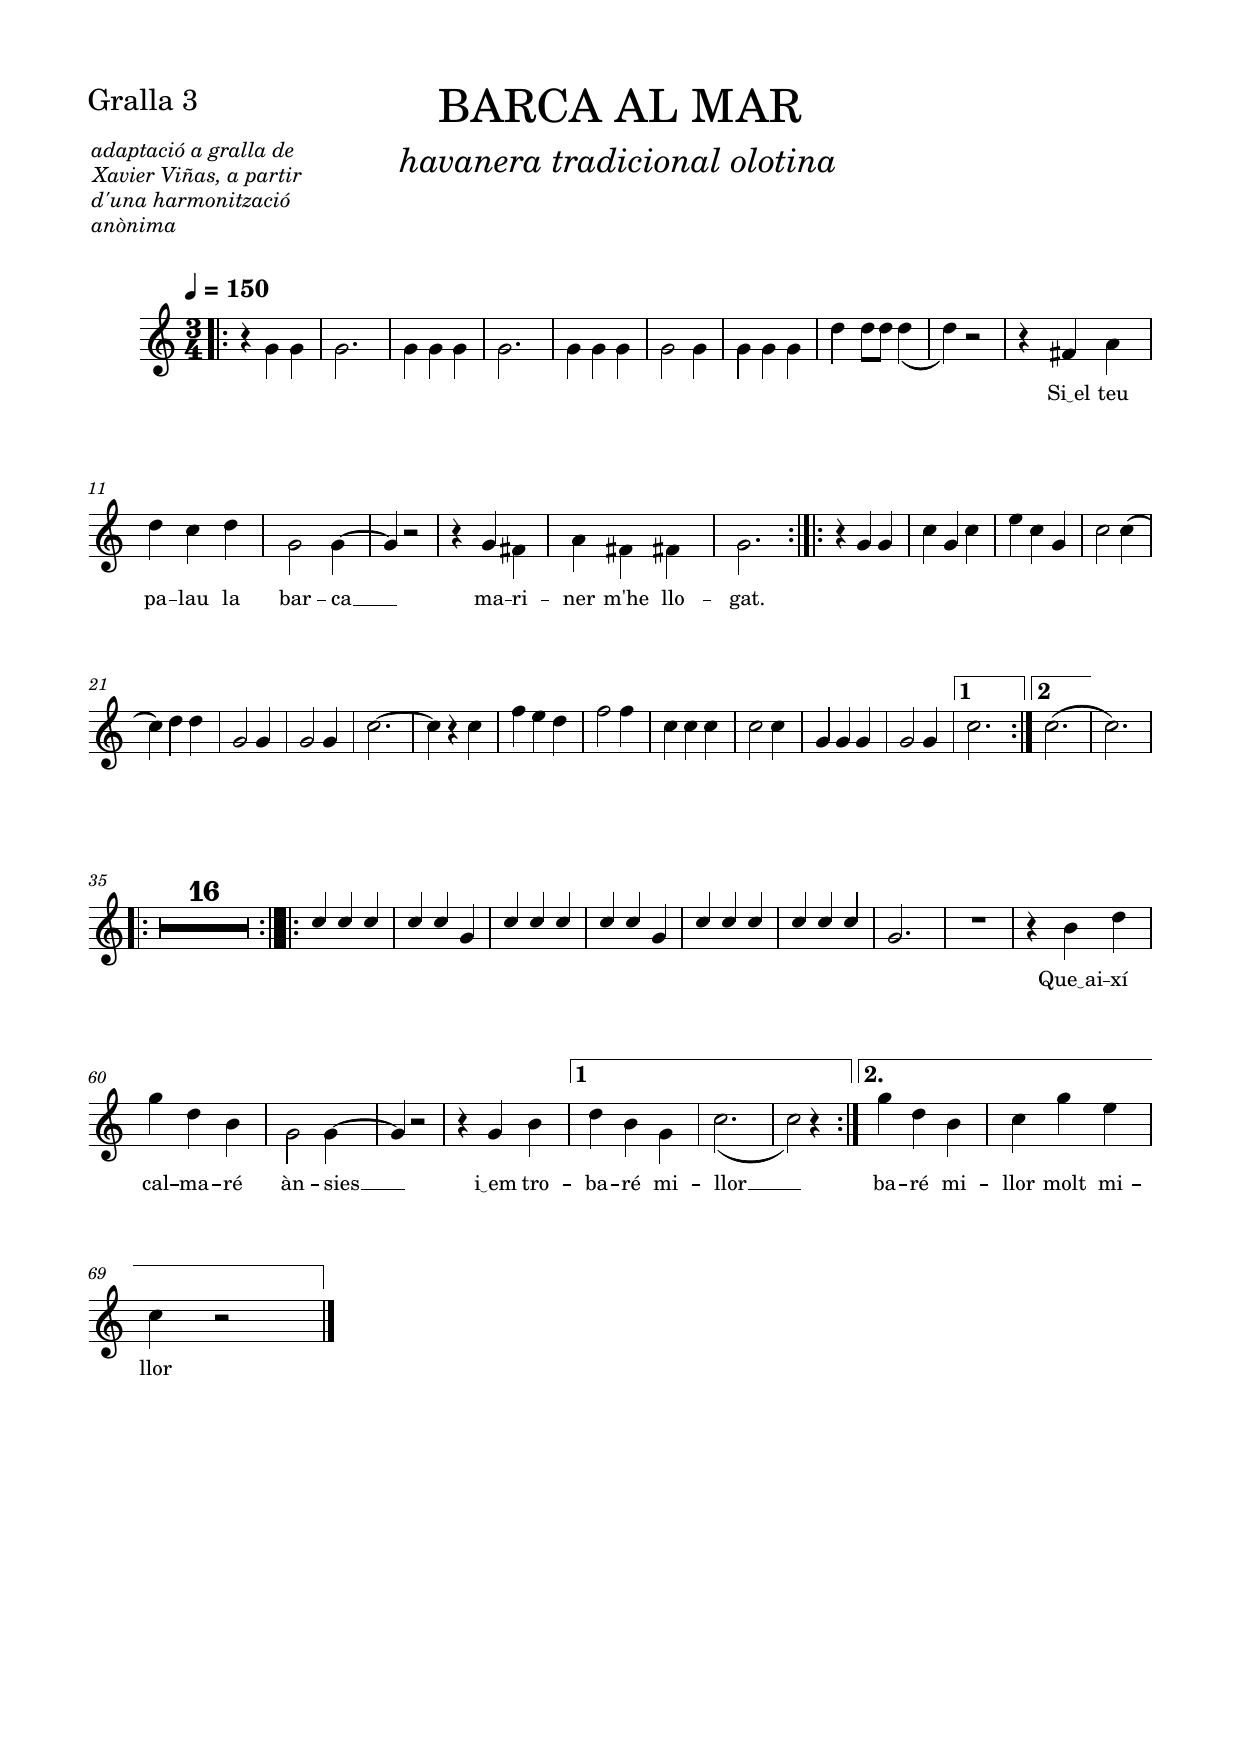 Gralla 3
BARCA AL MAR
adaptació a gralla de
Xavier Viñas, a partir
d'una harmonització
anònima
havanera tradicional olotina
= 150
3
4
Si‿el teu
11
pa – lau la bar – ca ma – ri – ner m'he llo – gat.
21
1
2
35
16
Que‿ai – xí
60
1
2.
cal – ma – ré àn – sies i‿em tro – ba – ré mi – llor ba – ré mi – llor molt mi –
69
llor